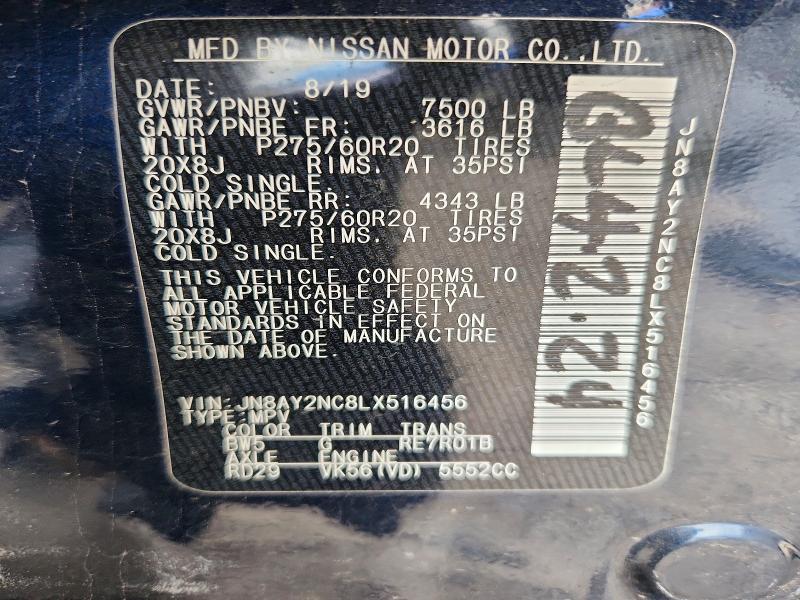 MFD BY NISSAN MOTOR CO.,LTD.
DATE: 8/19
GVWR/PNBV: 7500 LB
GAWR/PNBE FR: 3616 LB
WITH P275/60R20 TIRES
20X8J RIMS. AT 35PSI
COLD SINGLE.
GAWR/PNBE RR: 4343 LB
WITH P275/60R20 TIRES
20X8J RIMS. AT 35PSI
COLD SINGLE.
THIS VEHICLE CONFORMS TO
ALL APPLICABLE FEDERAL
MOTOR VEHICLE SAFETY
STANDARDS IN EFFECT ON
THE DATE OF MANUFACTURE
SHOWN ABOVE.
VIN: JN8AY2NC8LX516456
TYPE: MPV
COLOR TRIM TRANS
BW5 G RE7R01B
AXLE ENGINE
RD29 VK56(VD) 5552CC
JN8AY2NC8LX516456